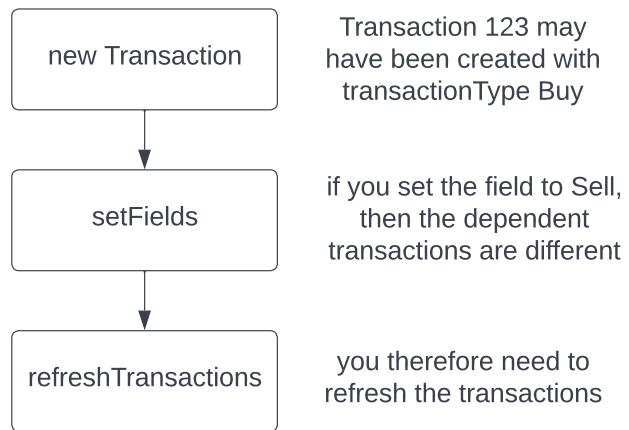 new Transaction
Transaction 123 may
have been created with
transactionType Buy
setFields
if you set the field to Sell,
then the dependent
transactions are different
refreshTransactions
you therefore need to
refresh the transactions